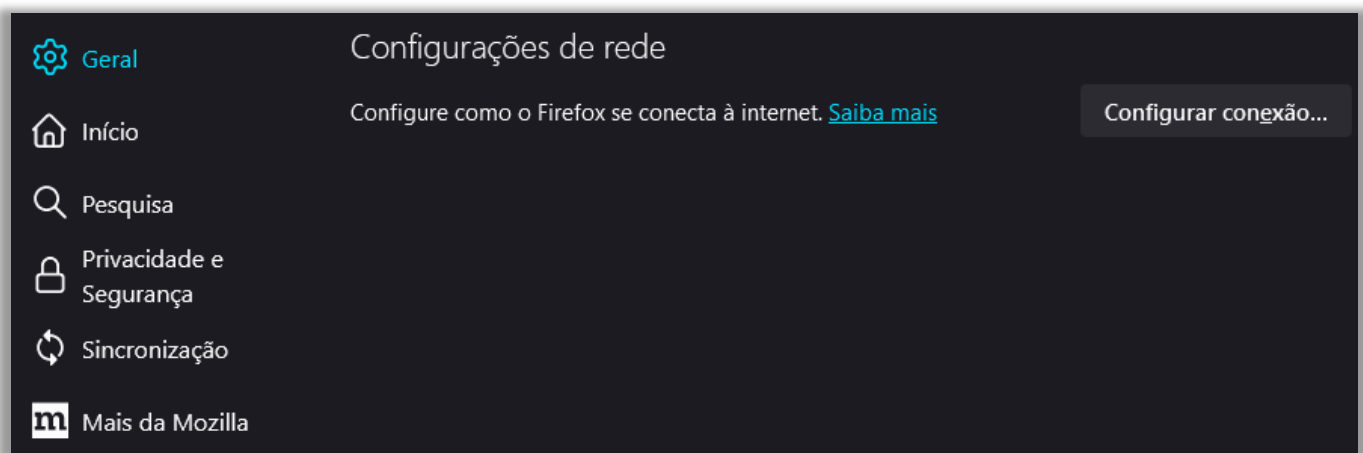 Geral
Início
Pesquisa
Privacidade e
Segurança
Sincronização
m Mais da Mozilla
Configurações de rede
Configure como o Firefox se conecta à internet. Saiba mais
Configurar conexão...